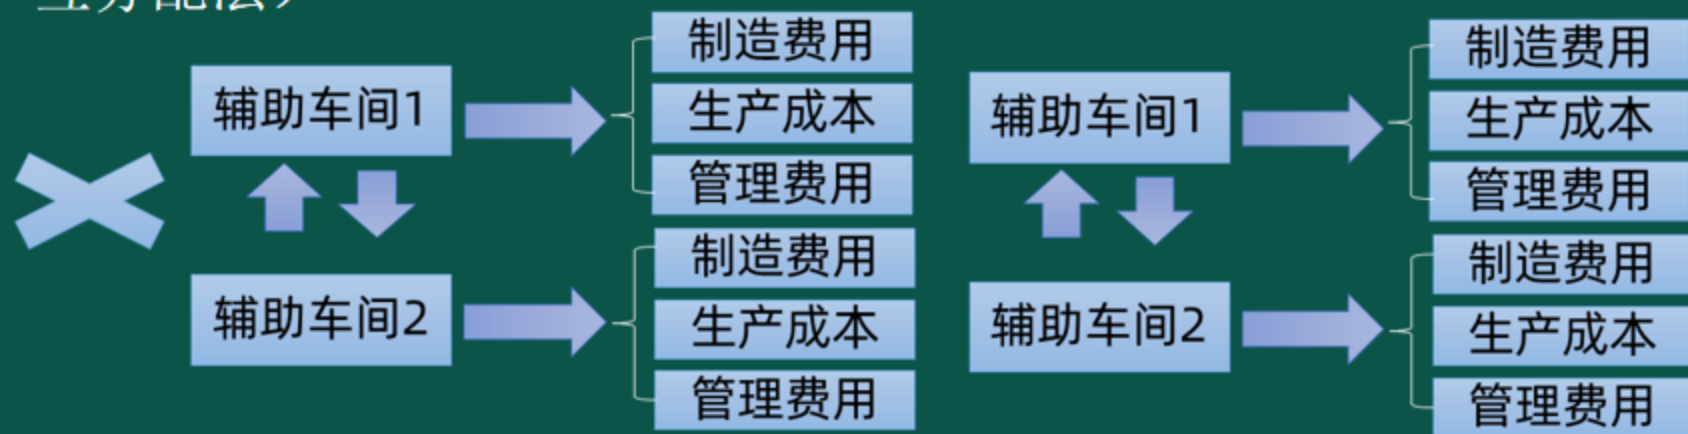 制造费用
生产成本
管理费用
辅助车间1
制造费用
生产成本
管理费用
辅助车间2
制造费用
生产成本
管理费用
辅助车间1
制造费用
生产成本
管理费用
辅助车间2